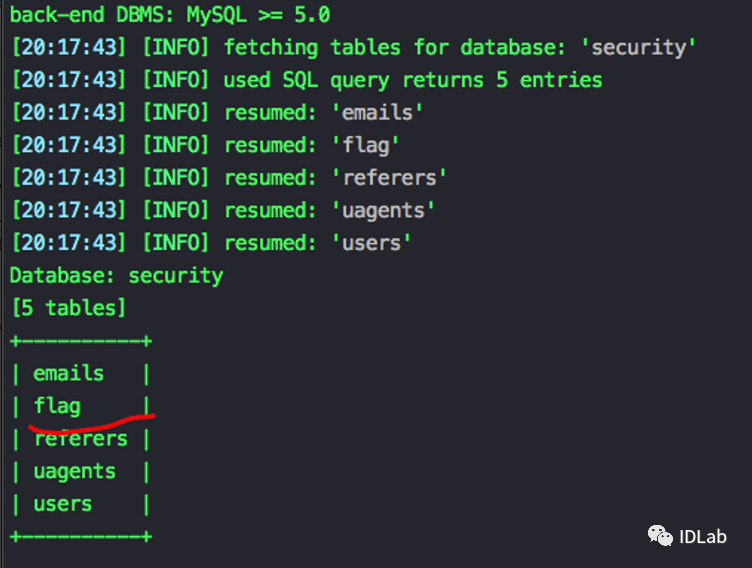 back-end DBMS: MySQL >= 5.0
[20:17:43] [INFO] fetching tables for database: 'security'
[20:17:43] [INFO] used SQL query returns 5 entries
[20:17:43] [INFO] resumed: 'emails'
[20:17:43] [INFO] resumed: 'flag'
[20:17:43] [INFO] resumed: 'referers'
[20:17:43] [INFO] resumed: 'uagents'
[20:17:43] [INFO] resumed: 'users'
Database: security
[5 tables]
+----------+
| emails   |
| flag     |
| referers |
| uagents  |
| users    |
+----------+
IDLab